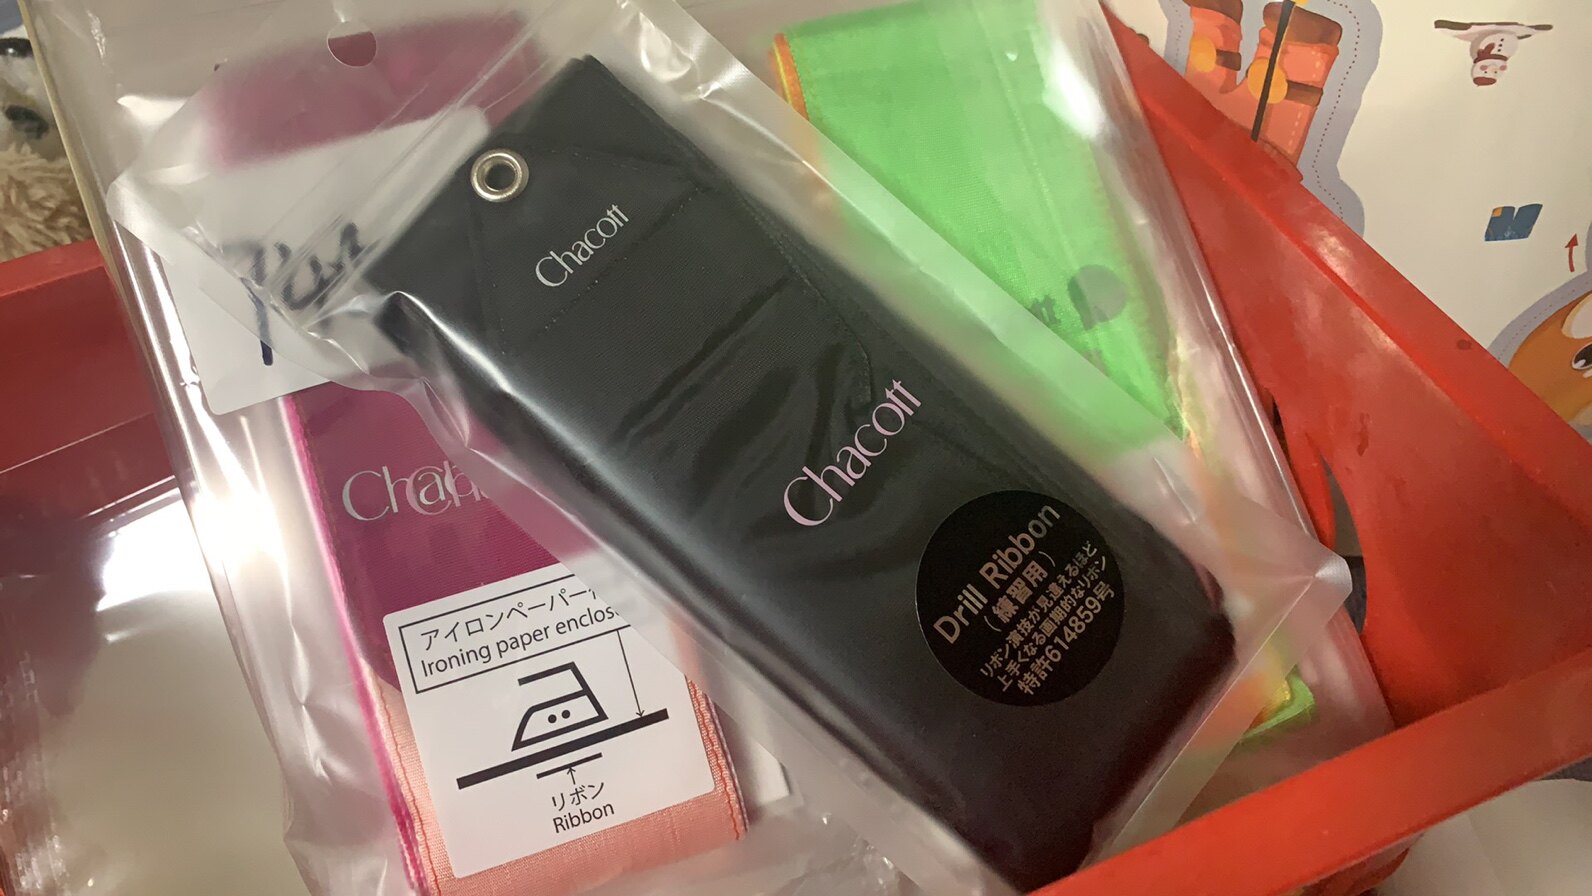 Chacott
Chacott
Drill Ribbon
（練習用）
リボン演技が見違えるほど
上手くなる画期的なリボン
特許6114859号
アイロンペーパー
Ironing paper
リボン
Ribbon